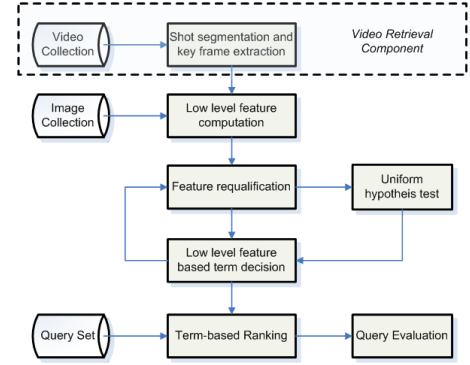 Video
Collection
Shot segmentation and
key frame extraction
Video Retrieval
Component
Image
Collection
Low level feature
computation
Feature requalification
Uniform
hypotheis test
Low level feature
based term decision
Query Set
Term-based Ranking
Query Evaluation